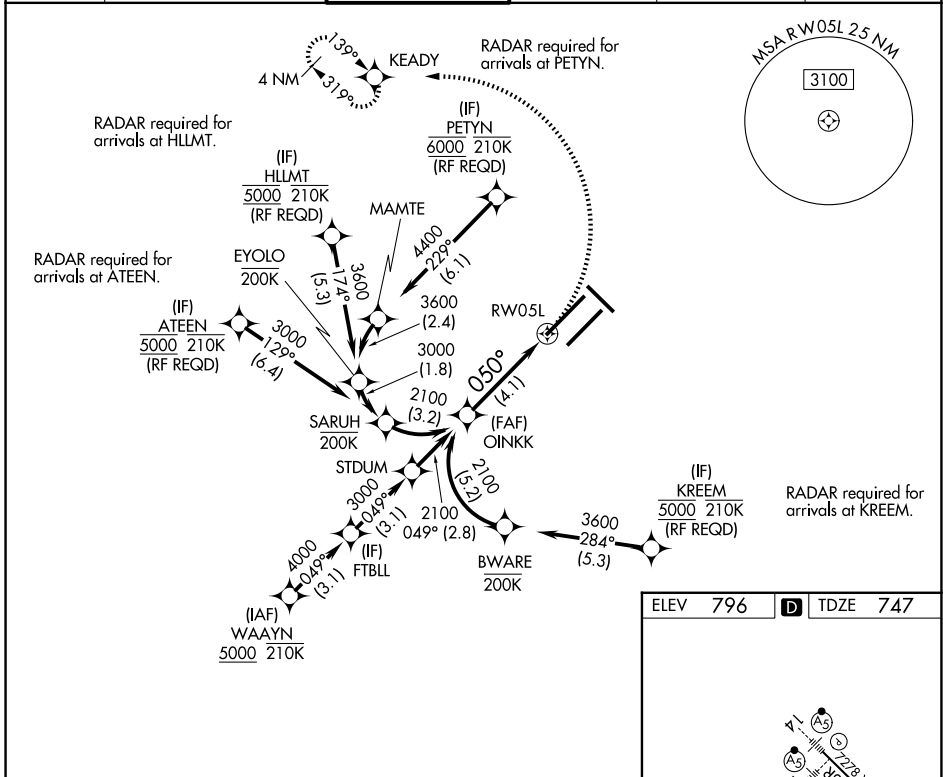 MSA RW05L 25 NM
3100
139°
319°
4 NM
KEADY
RADAR required for
arrivals at PETYN.
RADAR required for
arrivals at HLLMT.
(IF)
PETYN
6000 210K
(RF REQD)
(IF)
HLLMT
5000 210K
(RF REQD)
MAMTE
4400
229°
(6.1)
EYOLO
200K
3600
174°
(5.3)
RADAR required for
arrivals at ATEEN.
(IF)
ATEEN
5000 210K
(RF REQD)
3000
129°
(6.4)
3600
(2.4)
3000
(1.8)
RW05L
050°
(4.1)
2100
(3.2)
SARUH
200K
(FAF)
OINKK
STDUM
2100
(5.2)
3000
049°
(3.1)
2100
049° (2.8)
(IF)
FTBLL
4000
049°
(3.1)
(IAF)
WAAYN
5000 210K
BWARE
200K
3600
284°
(5.3)
(IF)
KREEM
5000 210K
(RF REQD)
RADAR required for
arrivals at KREEM.
ELEV 796 D TDZE 747
14
A5
P
7278
A5